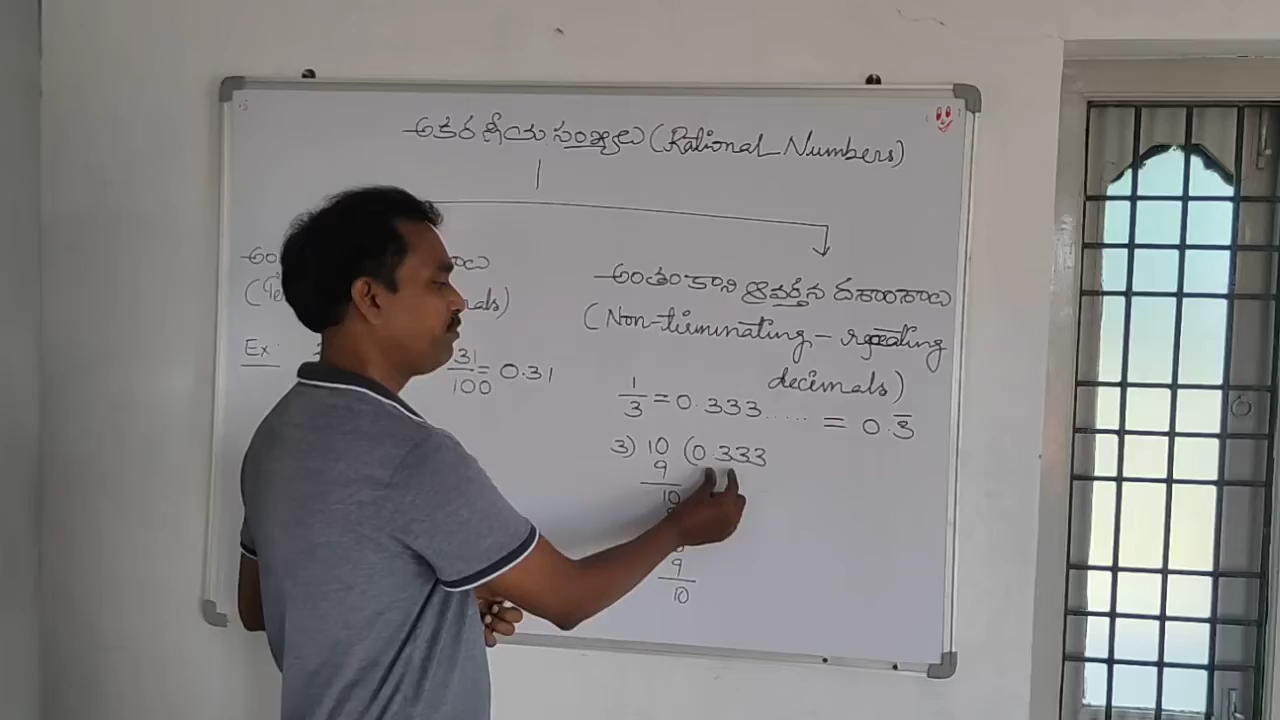 అకరణీయ సంఖ్యలు (Rational Numbers)
అం
Ex:
31/100 = 0.31
అంతంకాని ఆవర్తన దశాంశాలు
(Non-terminating - repeating
decimals)
1/3 = 0.333..... = 0.3̅
3) 10 (0.333
9
10
9
10